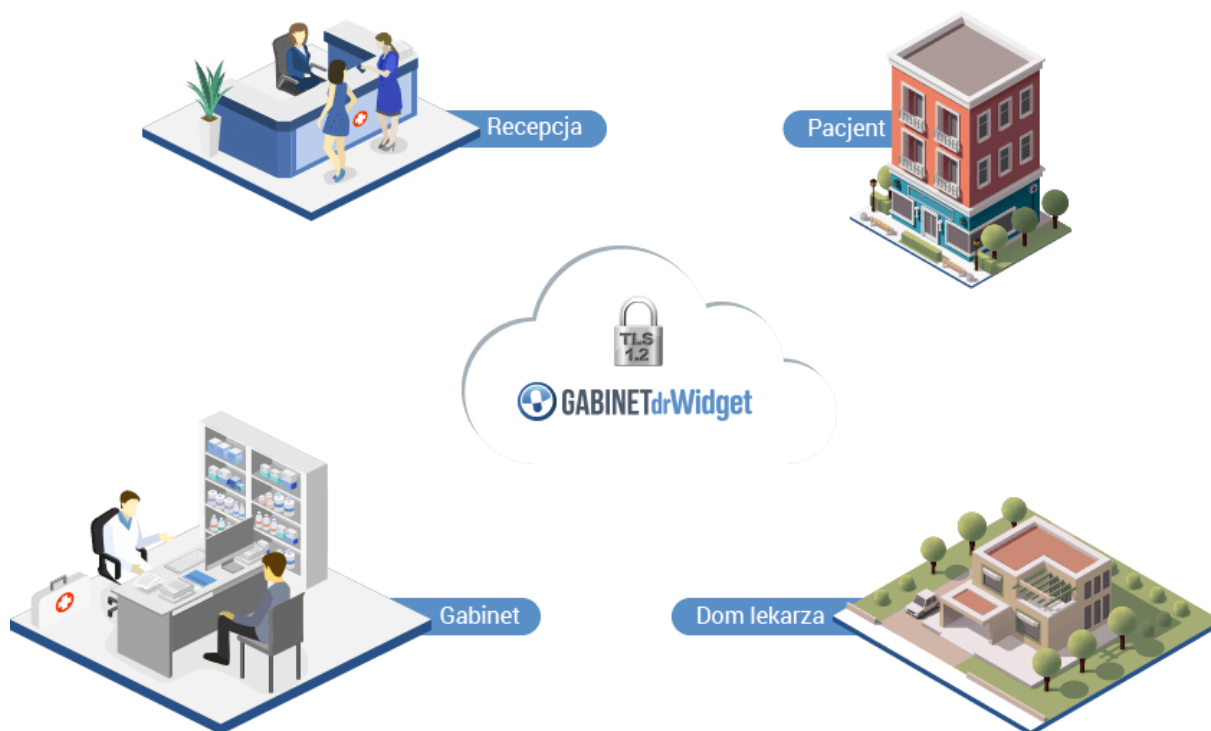 Recepcja
Pacjent
TLS
1.2
GABINETdrWidget
Gabinet
Dom lekarza